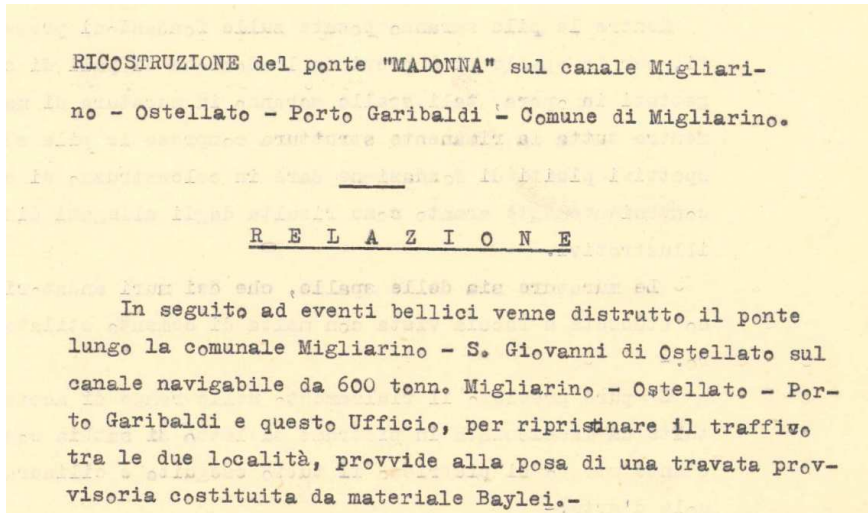 RICOSTRUZIONE del ponte "MADONNA" sul canale Migliari-
no - Ostellato - Porto Garibaldi - Comune di Migliarino.
R E L A Z I O N E
In seguito ad eventi bellici venne distrutto il ponte
lungo la comunale Migliarino - S. Giovanni di Ostellato sul
canale navigabile da 600 tonn. Migliarino - Ostellato - Por-
to Garibaldi e questo Ufficio, per ripristinare il traffivo
tra le due località, provvide alla posa di una travata prov-
visoria costituita da materiale Baylei.-